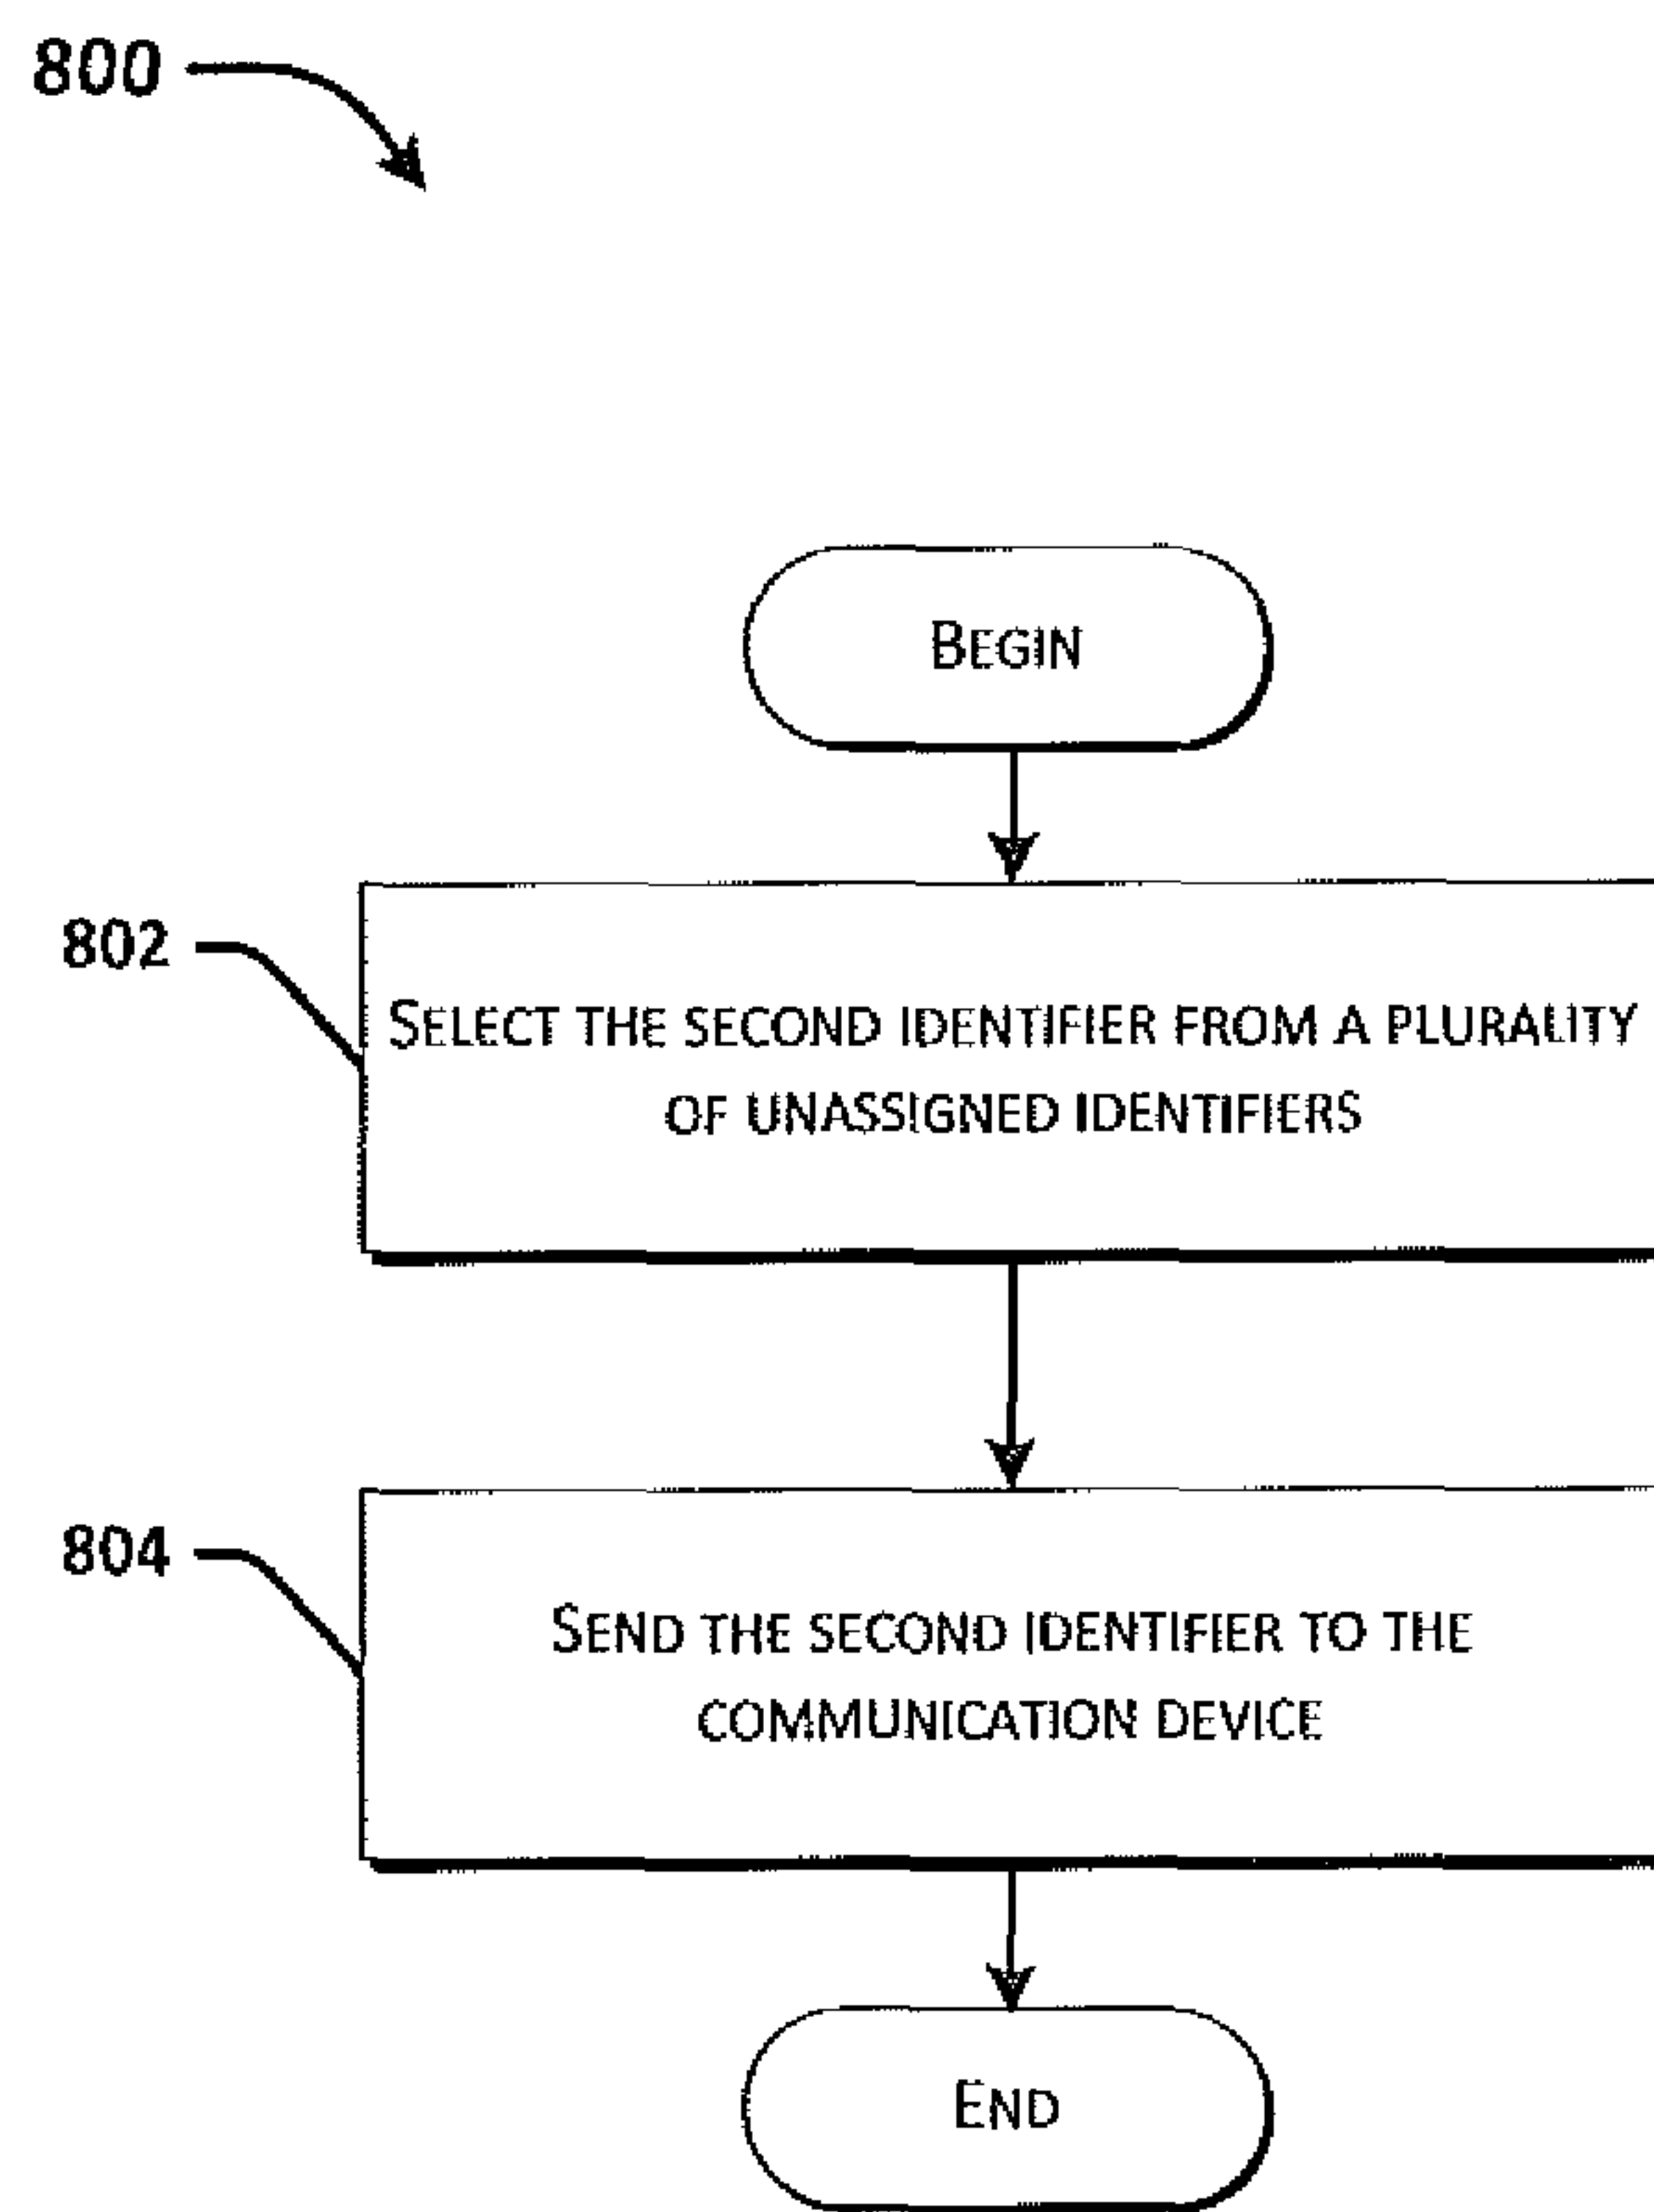 800
BEGIN
802
SELECT THE SECOND IDENTIFIER FROM A PLURALITY
OF UNASSIGNED IDENTIFIERS
804
SEND THE SECOND IDENTIFIER TO THE
COMMUNICATION DEVICE
END